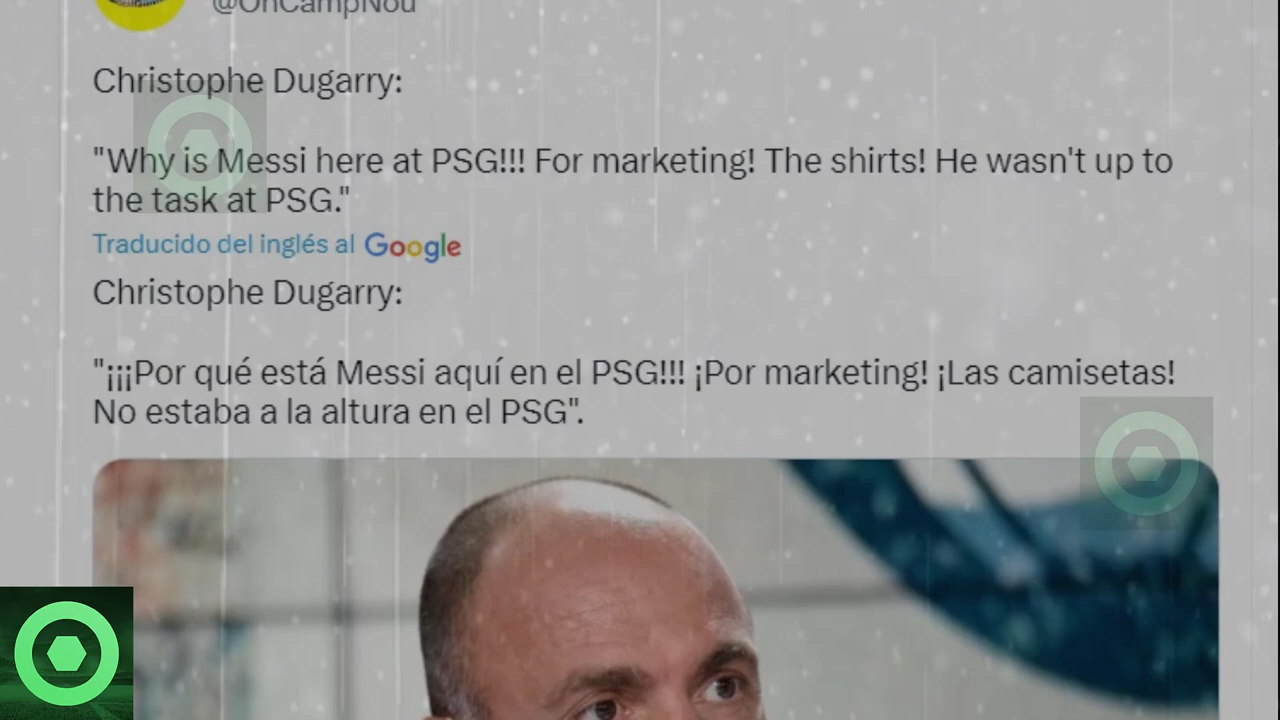 @OnCampNou
Christophe Dugarry:
"Why is Messi here at PSG!!! For marketing! The shirts! He wasn't up to
the task at PSG."
Traducido del inglés al Google
Christophe Dugarry:
"¡¡¡Por qué está Messi aquí en el PSG!!! ¡Por marketing! ¡Las camisetas!
No estaba a la altura en el PSG".